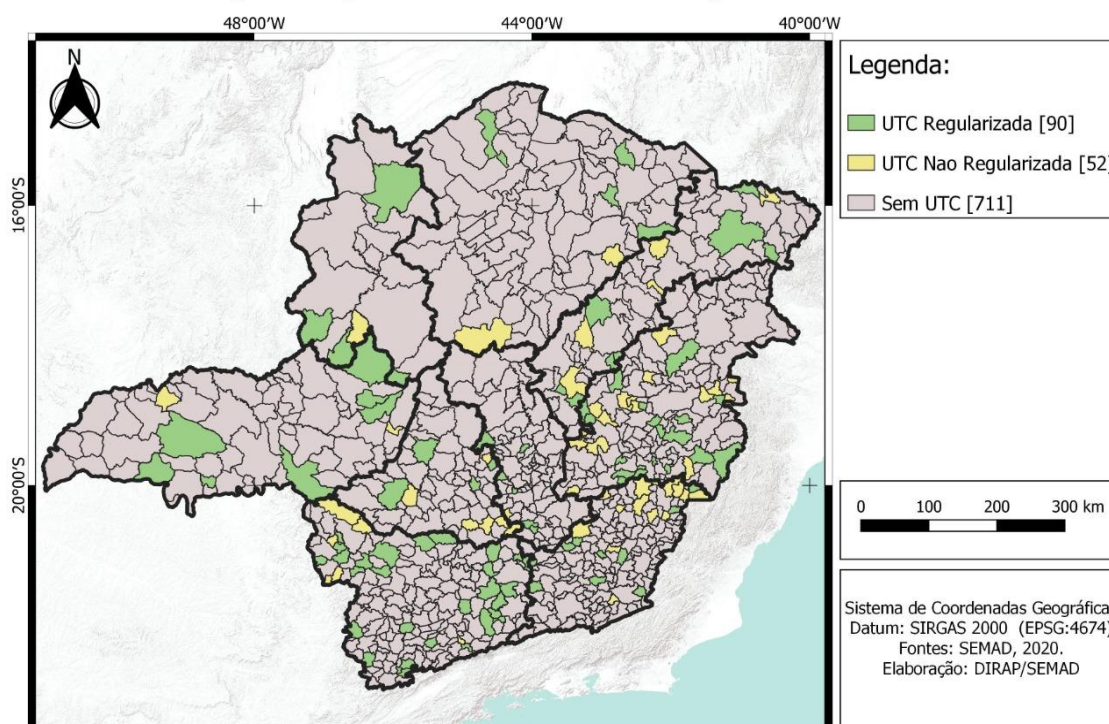 48°00'W 44°00'W 40°00'W
N
16°00'S
20°00'S
Legenda:
UTC Regularizada [90]
UTC Nao Regularizada [52]
Sem UTC [711]
0 100 200 300 km
Sistema de Coordenadas Geográfica
Datum: SIRGAS 2000 (EPSG:4674)
Fontes: SEMAD, 2020.
Elaboração: DIRAP/SEMAD